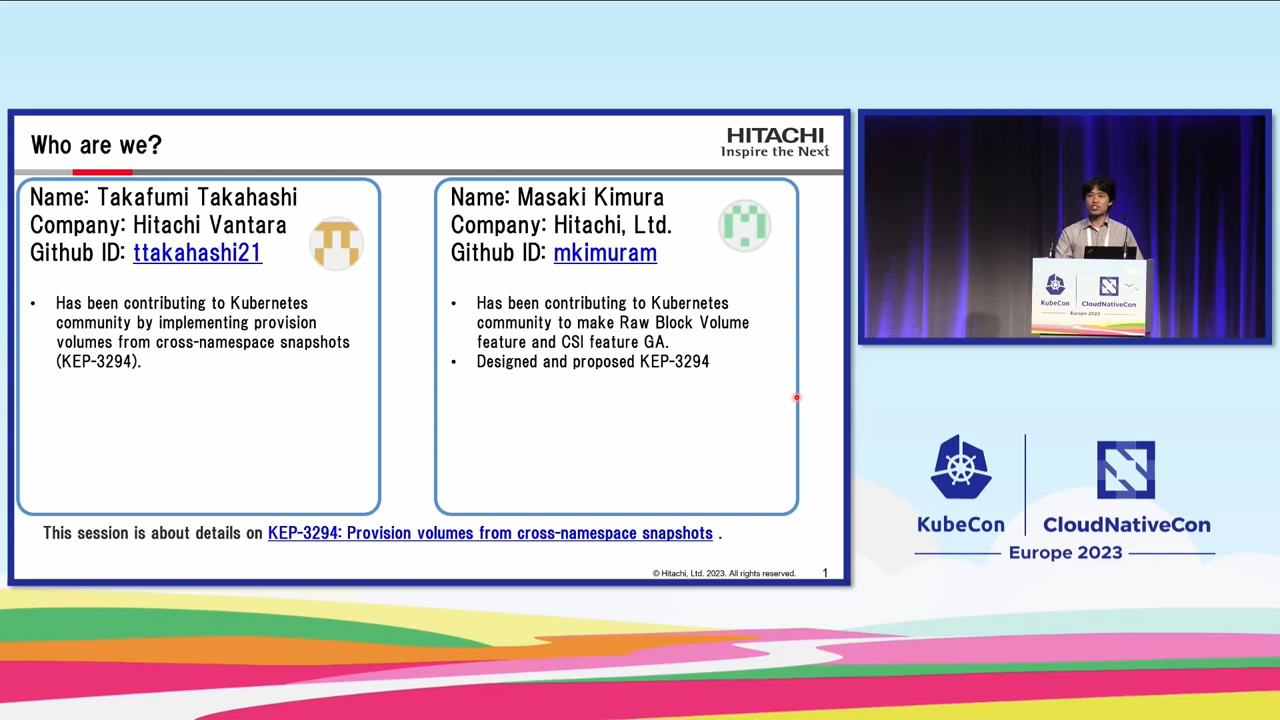 Who are we?
HITACHI
Inspire the Next
Name: Takafumi Takahashi
Company: Hitachi Vantara
Github ID: ttakahashi21
• Has been contributing to Kubernetes
community by implementing provision
volumes from cross-namespace snapshots
(KEP-3294).
Name: Masaki Kimura
Company: Hitachi, Ltd.
Github ID: mkimuram
• Has been contributing to Kubernetes
community to make Raw Block Volume
feature and CSI feature GA.
• Designed and proposed KEP-3294
This session is about details on KEP-3294: Provision volumes from cross-namespace snapshots .
© Hitachi, Ltd. 2023. All rights reserved. 1
KubeCon CloudNativeCon
Europe 2023
KubeCon CloudNativeCon
Europe 2023